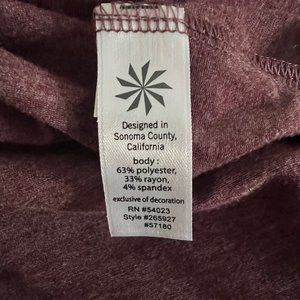 Designed in
Sonoma County,
California
body :
63% polyester,
33% rayon,
4% spandex
exclusive of decoration
RN #54023
Style #265927
#57180